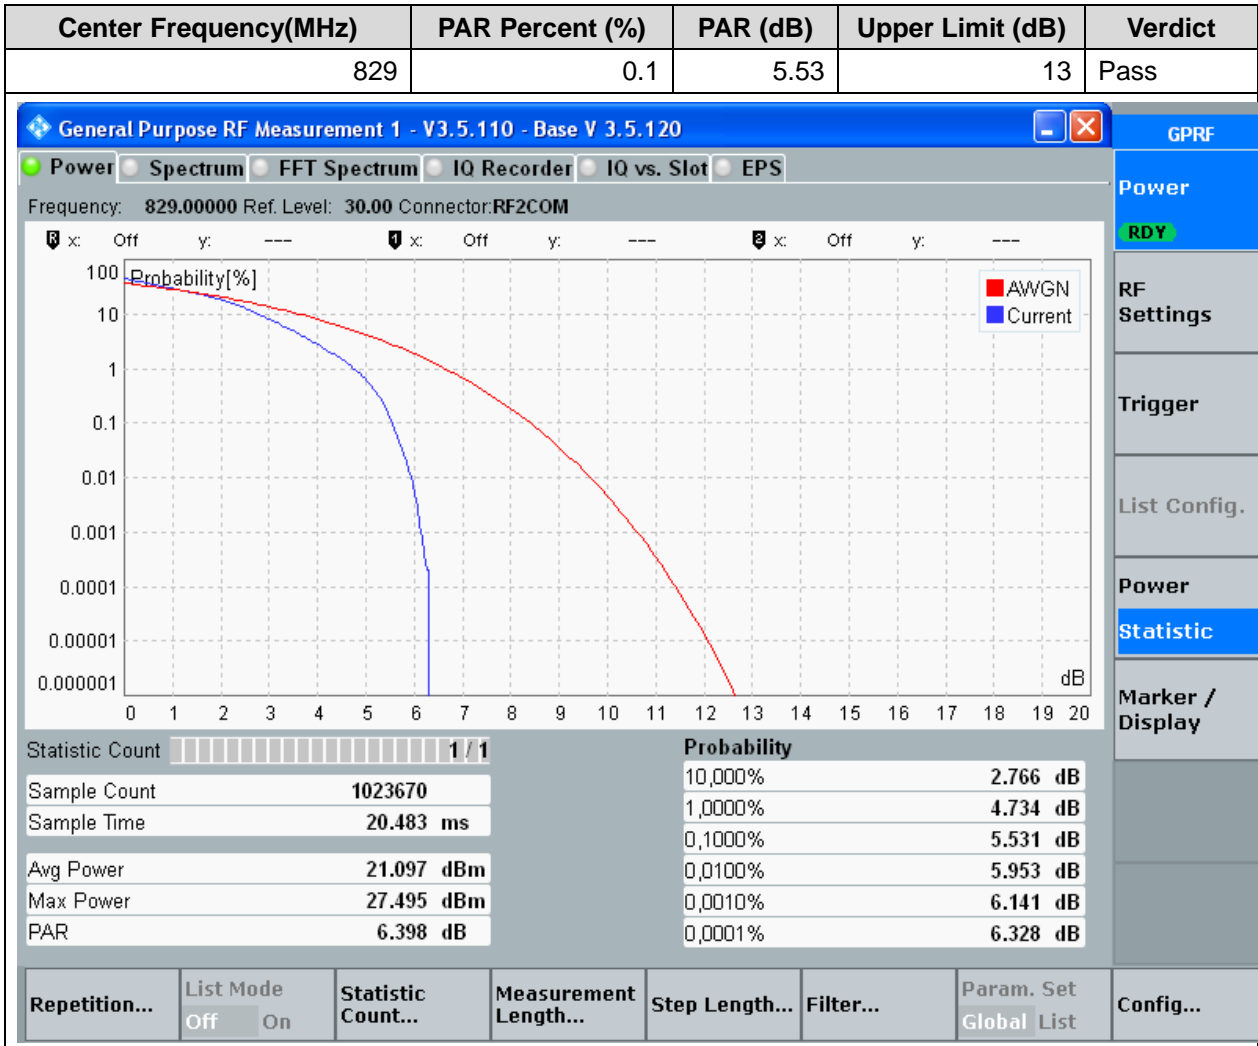 Center Frequency(MHz) PAR Percent (%) PAR (dB) Upper Limit (dB) Verdict
829 0.1 5.53 13 Pass
General Purpose RF Measurement 1 - V3.5.110 - Base V 3.5.120
GPRF
Power Spectrum FFT Spectrum IQ Recorder IQ vs. Slot EPS
Power
RDY
Frequency: 829.00000 Ref. Level: 30.00 Connector:RF2COM
R x: Off y: --- 1 x: Off y: --- 2 x: Off y: ---
Probability[%]
AWGN
Current
100
10
1
0.1
0.01
0.001
0.0001
0.00001
0.000001
dB
0 1 2 3 4 5 6 7 8 9 10 11 12 13 14 15 16 17 18 19 20
RF
Settings
Trigger
List Config.
Power
Statistic
Marker /
Display
Statistic Count 1 / 1
Sample Count 1023670
Sample Time 20.483 ms
Avg Power 21.097 dBm
Max Power 27.495 dBm
PAR 6.398 dB
Probability
10,000% 2.766 dB
1,0000% 4.734 dB
0,1000% 5.531 dB
0,0100% 5.953 dB
0,0010% 6.141 dB
0,0001% 6.328 dB
Repetition...
List Mode
Off On
Statistic
Count...
Measurement
Length...
Step Length...
Filter...
Param. Set
Global List
Config...